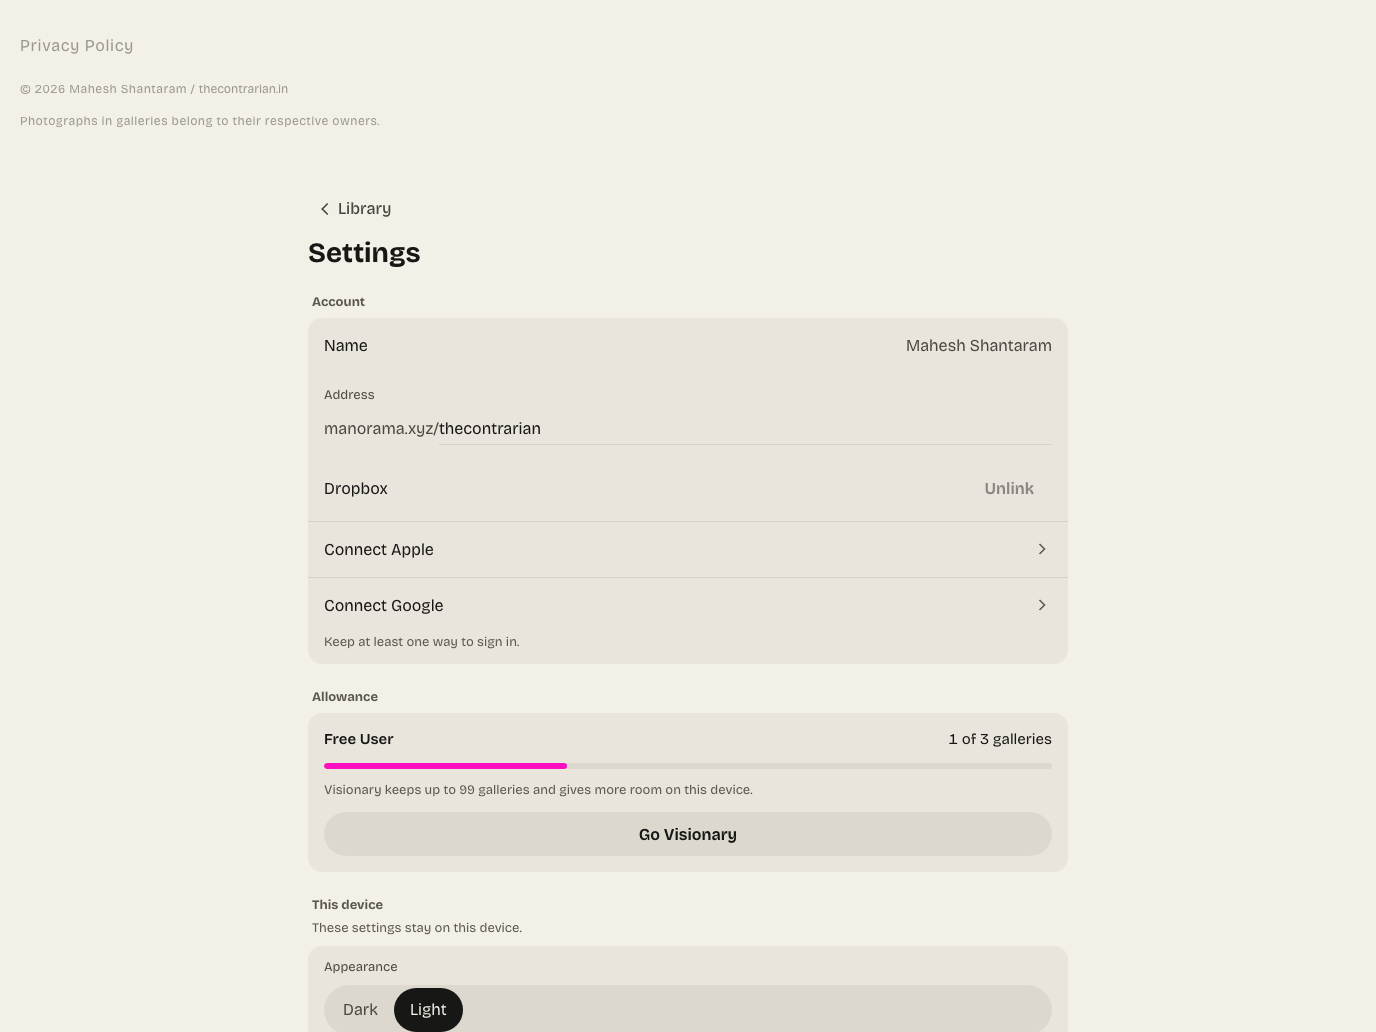 Privacy Policy
© 2026 Mahesh Shantaram / thecontrarian.in
Photographs in galleries belong to their respective owners.
Library
Settings
Account
Name
Mahesh Shantaram
Address
manorama.xyz/thecontrarian
Dropbox
Unlink
Connect Apple
Connect Google
Keep at least one way to sign in.
Allowance
Free User
1 of 3 galleries
Visionary keeps up to 99 galleries and gives more room on this device.
Go Visionary
This device
These settings stay on this device.
Appearance
Dark
Light